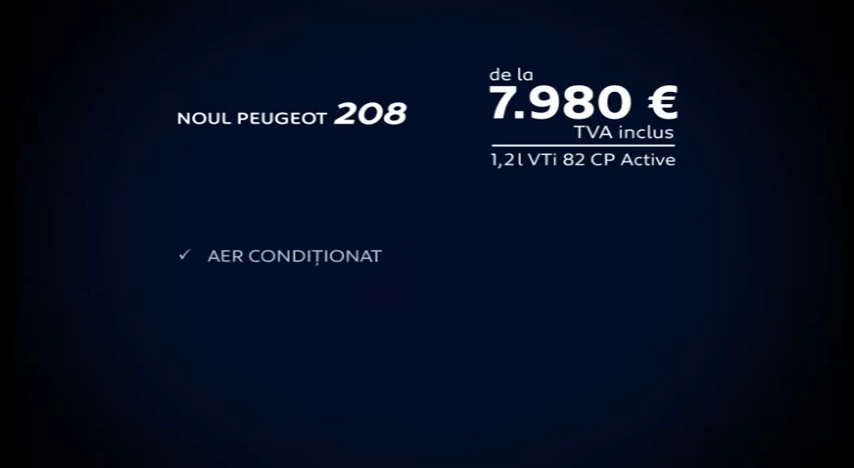 NOUL PEUGEOT 208
de la
7.980 €
TVA inclus
1,2l VTi 82 CP Active
✓ AER CONDIȚIONAT